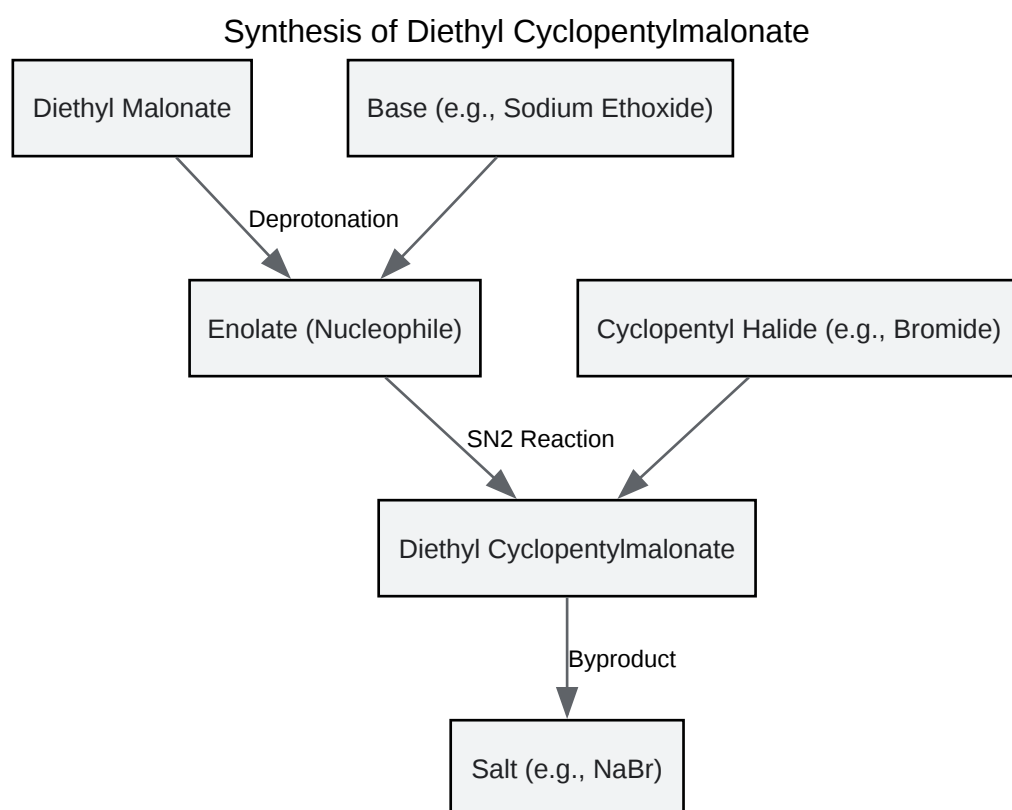 Synthesis of Diethyl Cyclopentylmalonate
Diethyl Malonate
Base (e.g., Sodium Ethoxide)
Deprotonation
Enolate (Nucleophile)
Cyclopentyl Halide (e.g., Bromide)
SN2 Reaction
Diethyl Cyclopentylmalonate
Byproduct
Salt (e.g., NaBr)